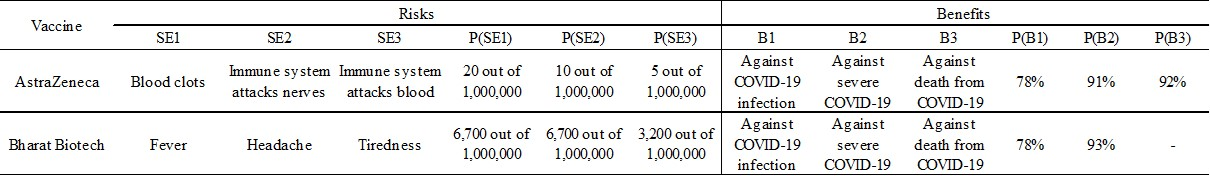 Vaccine Risks Benefits
SE1 SE2 SE3 P(SE1) P(SE2) P(SE3) B1 B2 B3 P(B1) P(B2) P(B3)
AstraZeneca Blood clots Immune system attacks nerves Immune system attacks blood 20 out of 1,000,000 10 out of 1,000,000 5 out of 1,000,000 Against COVID-19 infection Against severe COVID-19 Against death from COVID-19 78% 91% 92%
Bharat Biotech Fever Headache Tiredness 6,700 out of 1,000,000 6,700 out of 1,000,000 3,200 out of 1,000,000 Against COVID-19 infection Against severe COVID-19 Against death from COVID-19 78% 93% -